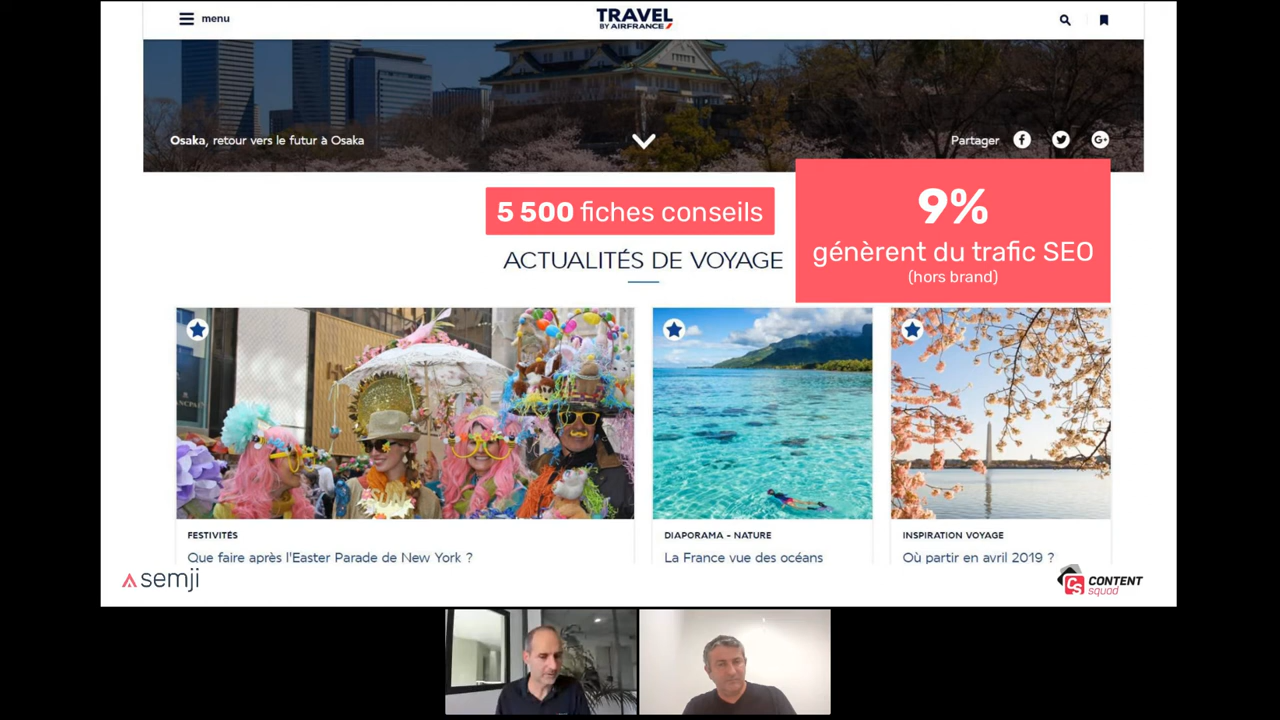 menu
TRAVEL
BY AIRFRANCE
Osaka, retour vers le futur à Osaka
Partager
5 500 fiches conseils
9%
génèrent du trafic SEO
(hors brand)
ACTUALITÉS DE VOYAGE
FESTIVITÉS
Que faire après l'Easter Parade de New York ?
DIAPORAMA - NATURE
La France vue des océans
INSPIRATION VOYAGE
Où partir en avril 2019 ?
semji
CS CONTENT
squad